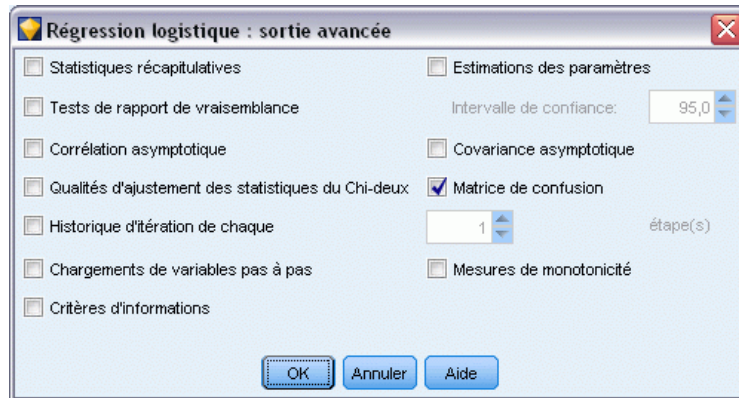 Régression logistique : sortie avancée
Statistiques récapitulatives
Estimations des paramètres
Tests de rapport de vraisemblance
Intervalle de confiance:
95,0
Corrélation asymptotique
Covariance asymptotique
Qualités d'ajustement des statistiques du Chi-deux
Matrice de confusion
Historique d'itération de chaque
1
étape(s)
Chargements de variables pas à pas
Mesures de monotonicité
Critères d'informations
OK
Annuler
Aide